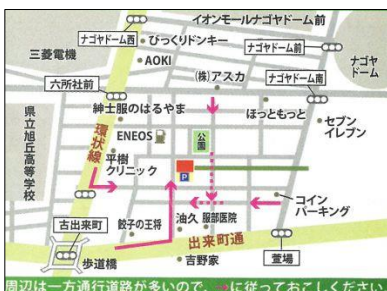 イオンモールナゴヤドーム前
ナゴヤドーム西
びっくりドンキー
ナゴヤドーム前
三菱電機
AOKI
ナゴヤドーム
(株)アスカ
ナゴヤドーム南
六所社前
紳士服のはるやま
ほっともっと
セブン
イレブン
県立旭丘高等学校
環状線
ENEOS
公園
平樹
クリニック
P
コイン
パーキング
古出来町
餃子の王将
油久
服部医院
出来町通
歩道橋
吉野家
萱場
周辺は一方通行道路が多いので、→に従っておこしください